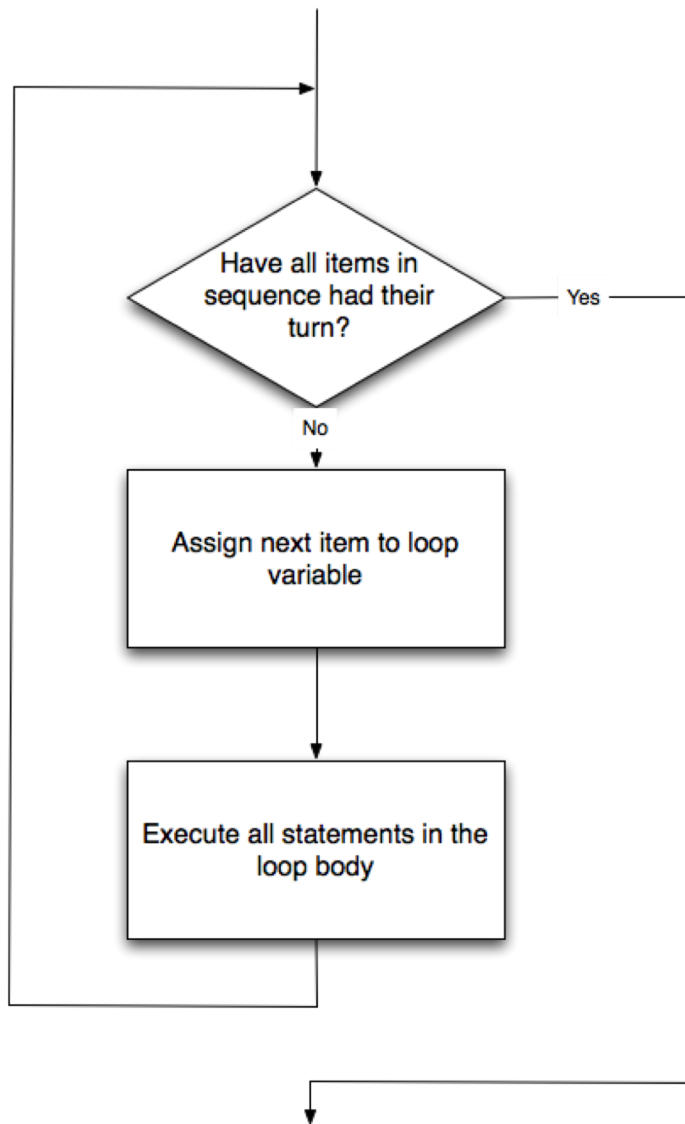 Have all items in
sequence had their
turn?
Yes
No
Assign next item to loop
variable
Execute all statements in the
loop body